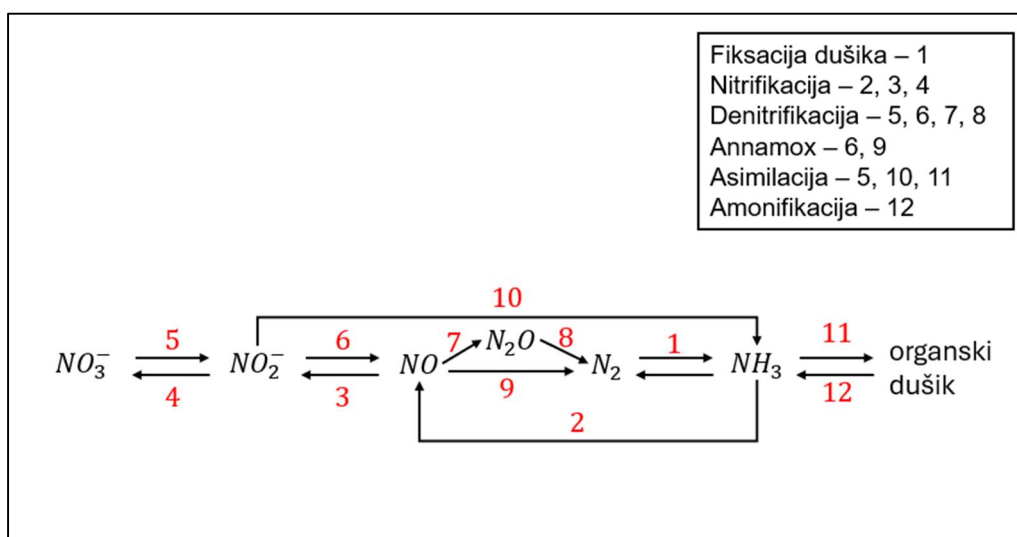 Fiksacija dušika – 1
Nitrifikacija – 2, 3, 4
Denitrifikacija – 5, 6, 7, 8
Annamox – 6, 9
Asimilacija – 5, 10, 11
Amonifikacija – 12
10
5 6 7 N₂O 8 1 11
NO₃⁻ NO₂⁻ NO N₂ NH₃ organski
dušik
4 3 9 12
2